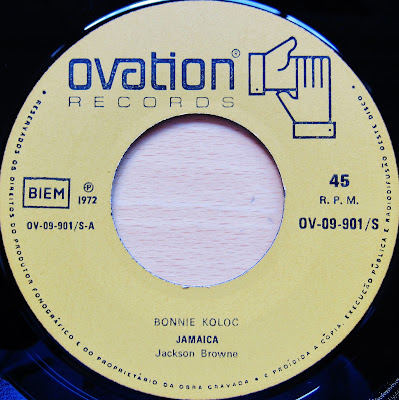 ovation®
RECORDS
BIEM
℗
1972
OV-09-901/S-A
45
R. P. M.
OV-09-901/S
BONNIE KOLOC
JAMAICA
Jackson Browne
• RESERVADOS OS DIREITOS DO PRODUTOR FONOGRÁFICO E DO PROPRIETÁRIO DA OBRA GRAVADA • É PROIBIDA A CÓPIA, EXECUÇÃO PÚBLICA E RADIODIFUSÃO DESTE DISCO •